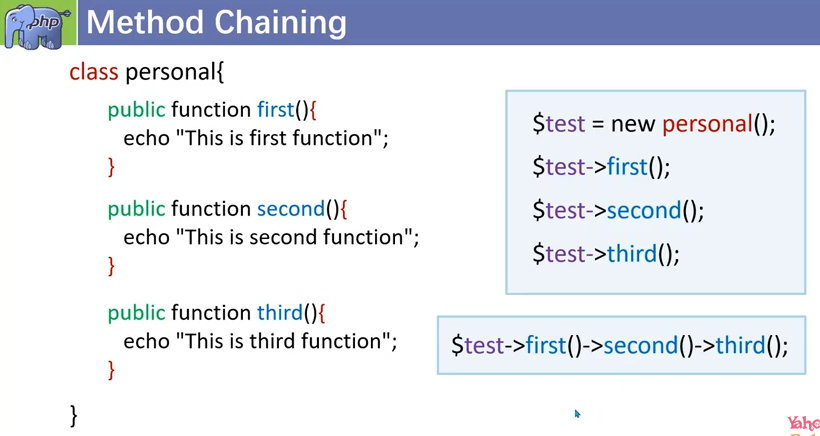 php
Method Chaining
class personal{
public function first(){
echo "This is first function";
}
public function second(){
echo "This is second function";
}
public function third(){
echo "This is third function";
}
}
$test = new personal();
$test->first();
$test->second();
$test->third();
$test->first()->second()->third();